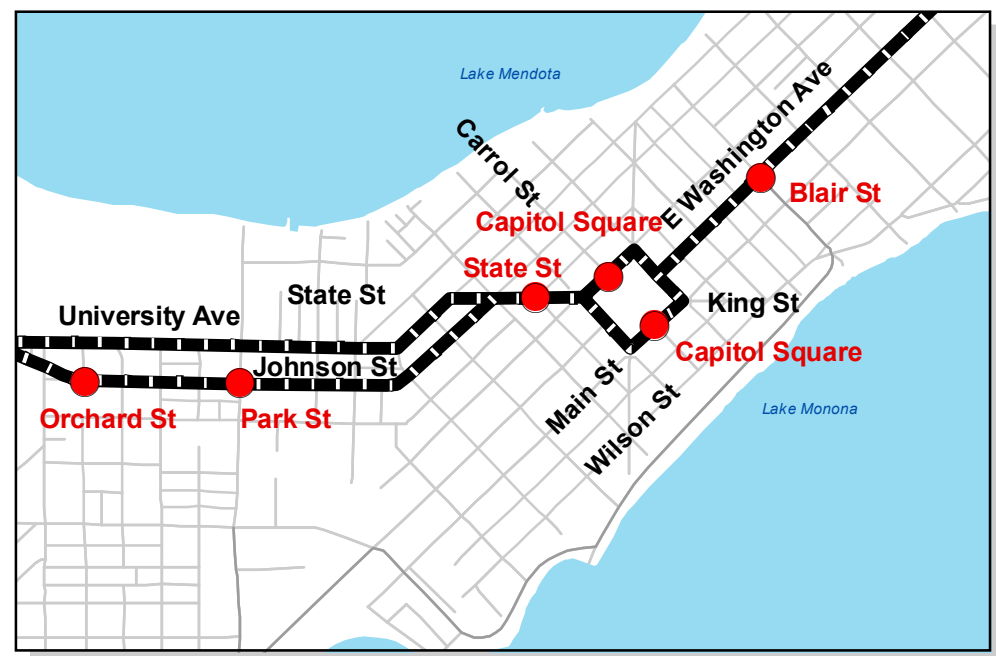 Lake Mendota
Carrol St
E Washington Ave
Blair St
Capitol Square
State St
State St
King St
University Ave
Capitol Square
Johnson St
Main St
Wilson St
Lake Monona
Orchard St
Park St